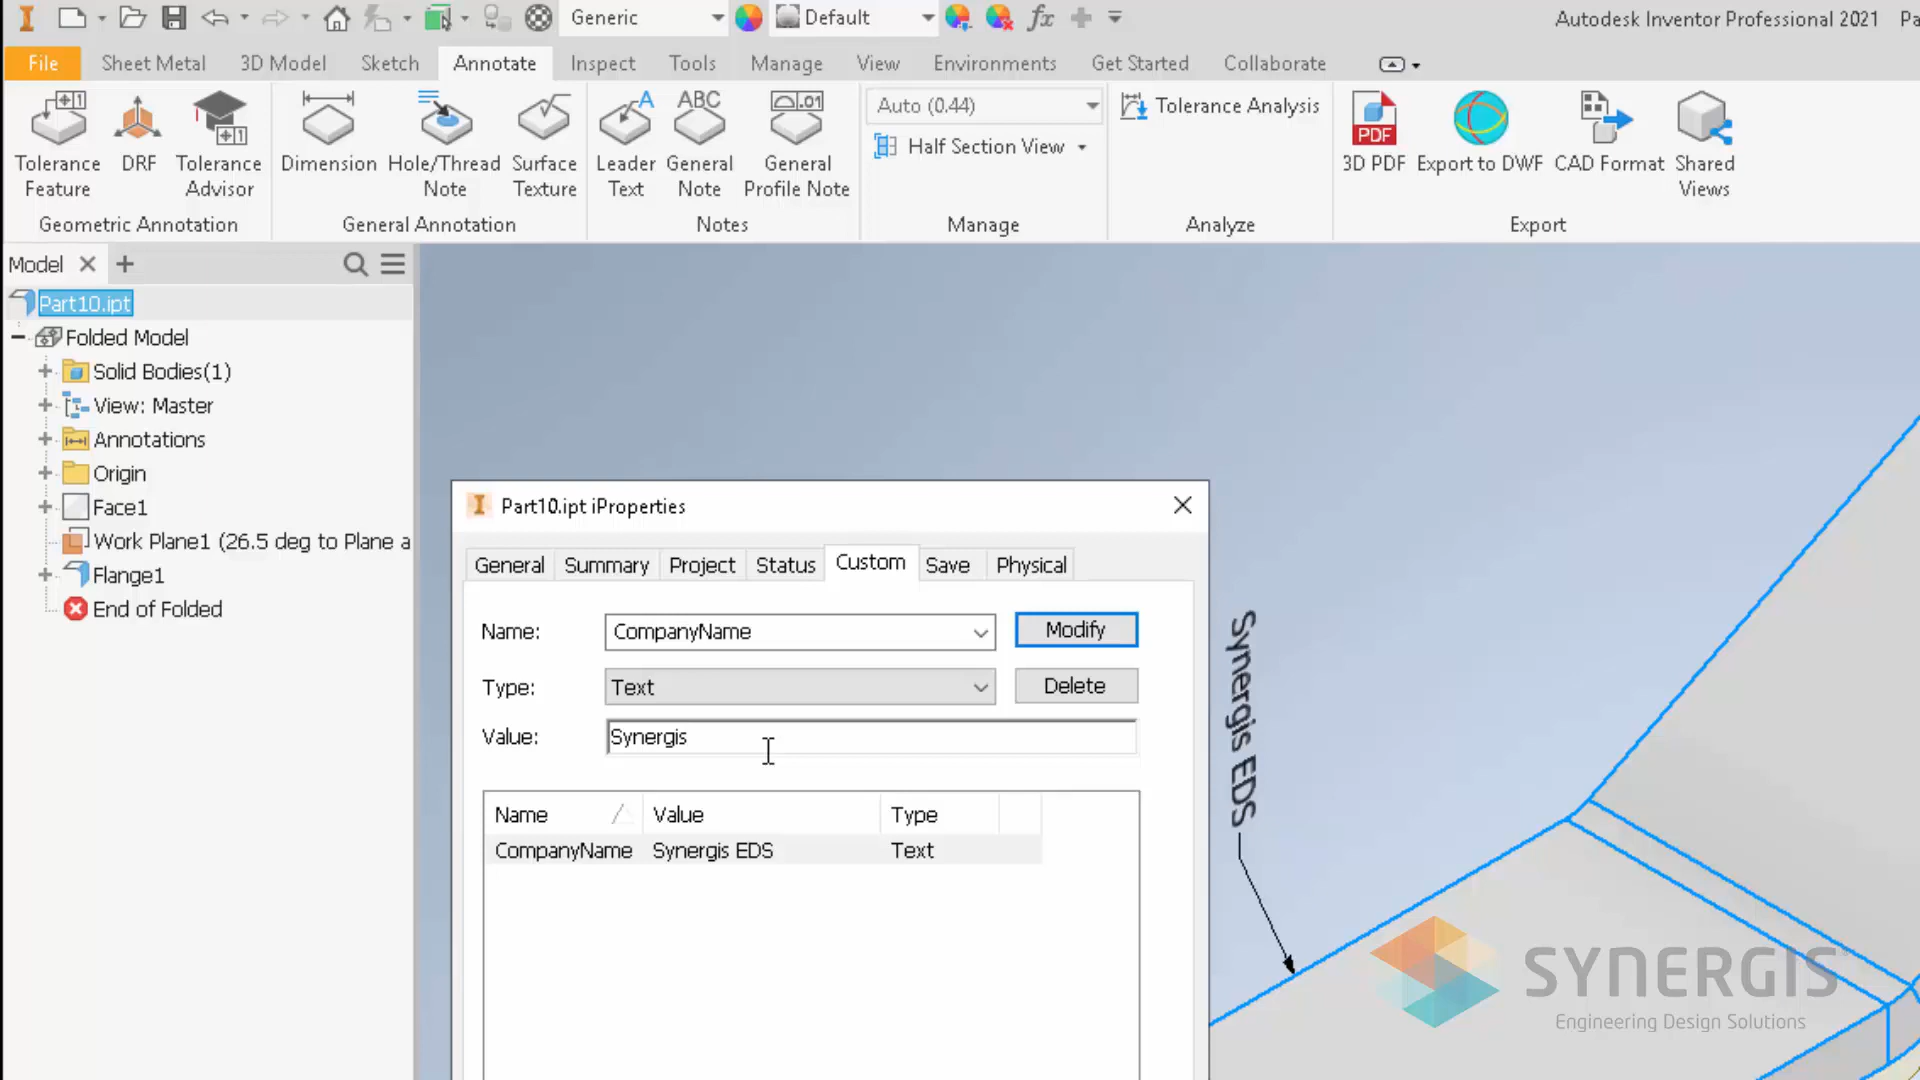 Generic
Default
fx
Autodesk Inventor Professional 2021 Pa
File
Sheet Metal
3D Model
Sketch
Annotate
Inspect
Tools
Manage
View
Environments
Get Started
Collaborate
Tolerance
Feature
DRF
Tolerance
Advisor
Geometric Annotation
Dimension
Hole/Thread
Note
Surface
Texture
General Annotation
A
Leader
Text
ABC
General
Note
.01
General
Profile Note
Notes
Auto (0.44)
Half Section View
Manage
Tolerance Analysis
Analyze
PDF
3D PDF
Export to DWF
CAD Format
Shared
Views
Export
Model
Part10.ipt
Folded Model
Solid Bodies(1)
View: Master
Annotations
Origin
Face1
Work Plane1 (26.5 deg to Plane a
Flange1
End of Folded
Part10.ipt iProperties
General
Summary
Project
Status
Custom
Save
Physical
Name:
CompanyName
Modify
Type:
Text
Delete
Value:
Synergis
Name Value Type
CompanyName Synergis EDS Text
Synergis EDS
SYNERGIS
Engineering Design Solutions